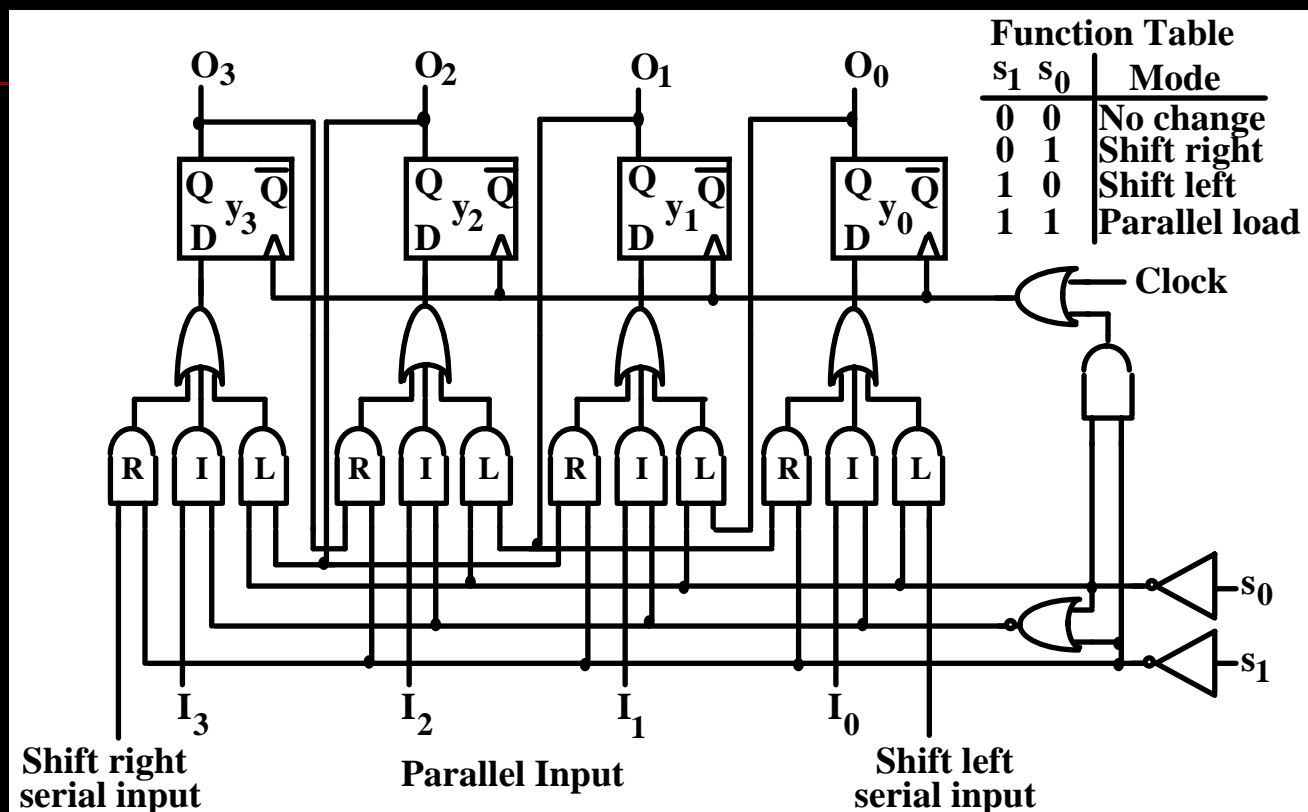 Function Table
s1 s0 Mode
0 0 No change
0 1 Shift right
1 0 Shift left
1 1 Parallel load
O3 O2 O1 O0
Q Q̅ Q Q̅ Q Q̅ Q Q̅
y3 y2 y1 y0
D D D D
Clock
R I L R I L R I L R I L
s0
s1
I3 I2 I1 I0
Shift right
serial input
Parallel Input
Shift left
serial input